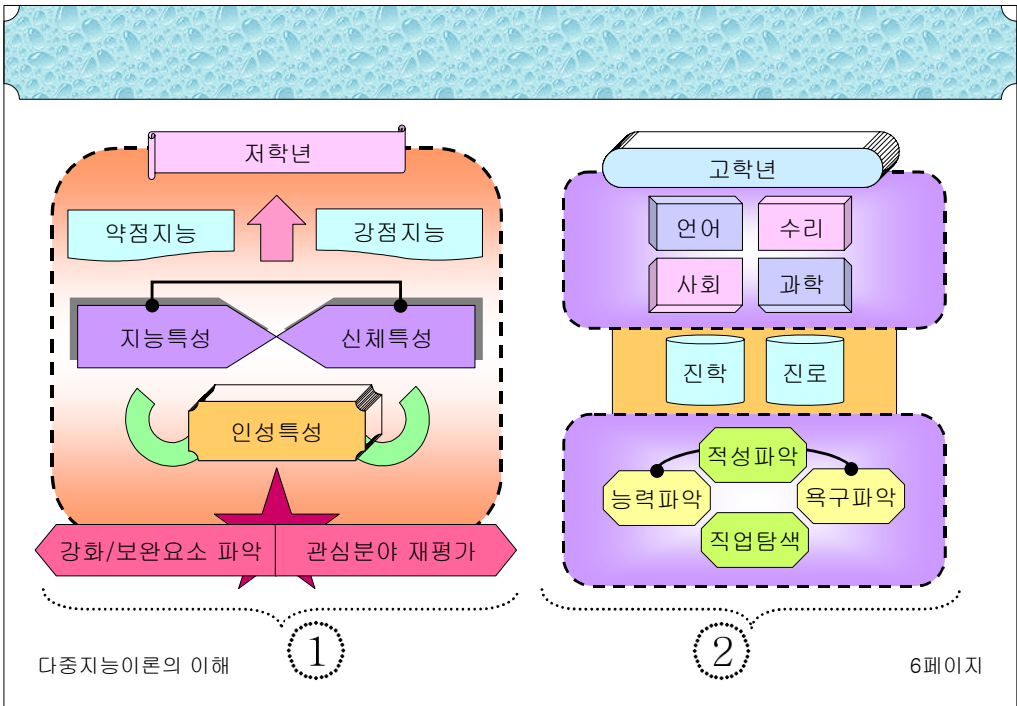 저학년
약점지능
강점지능
지능특성
신체특성
인성특성
강화/보완요소 파악
관심분야 재평가
①
고학년
언어
수리
사회
과학
진학
진로
적성파악
능력파악
욕구파악
직업탐색
②
다중지능이론의 이해
6페이지